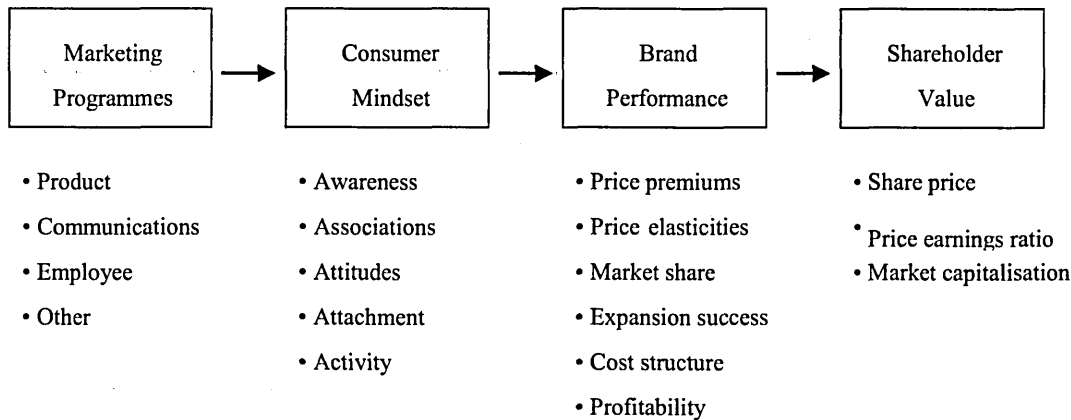 Marketing
Programmes
Consumer
Mindset
Brand
Performance
Shareholder
Value
• Product
• Communications
• Employee
• Other
• Awareness
• Associations
• Attitudes
• Attachment
• Activity
• Price premiums
• Price elasticities
• Market share
• Expansion success
• Cost structure
• Profitability
• Share price
• Price earnings ratio
• Market capitalisation